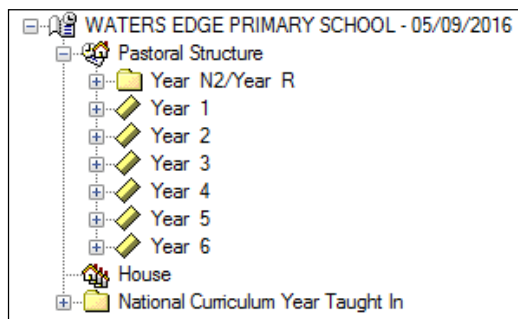 WATERS EDGE PRIMARY SCHOOL - 05/09/2016
Pastoral Structure
Year N2/Year R
Year 1
Year 2
Year 3
Year 4
Year 5
Year 6
House
National Curriculum Year Taught In